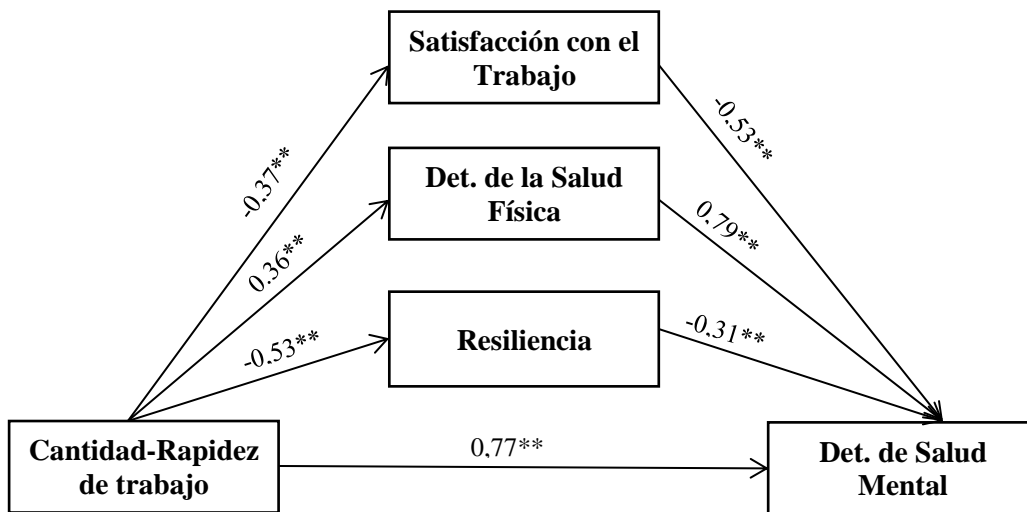 Satisfacción con el
Trabajo
-0,53**
-0,37**
Det. de la Salud
Física
0,79**
0,36**
Resiliencia
-0,31**
-0,53**
Cantidad-Rapidez
de trabajo
0,77**
Det. de Salud
Mental